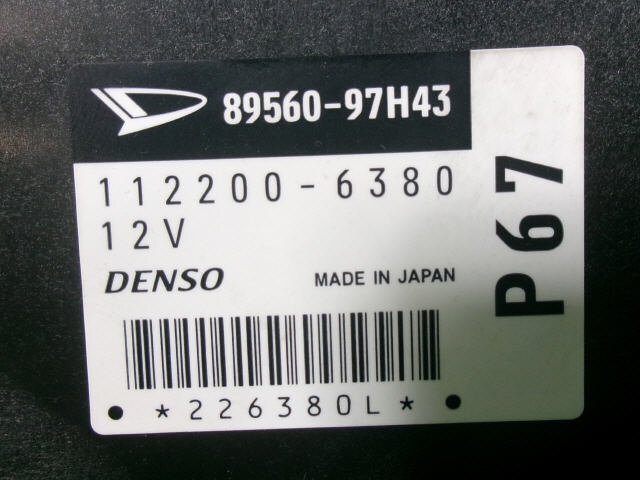 89560-97H43
112200-6380
12V
DENSO MADE IN JAPAN
*226380L*
P67